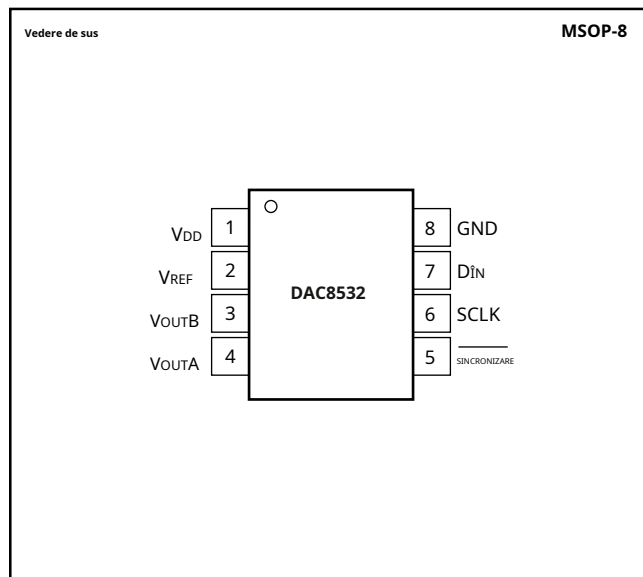 Vedere de sus
MSOP-8
VDD 1
VREF 2
VOUTB 3
VOUTA 4
DAC8532
8 GND
7 DÎN
6 SCLK
5 SINCRONIZARE